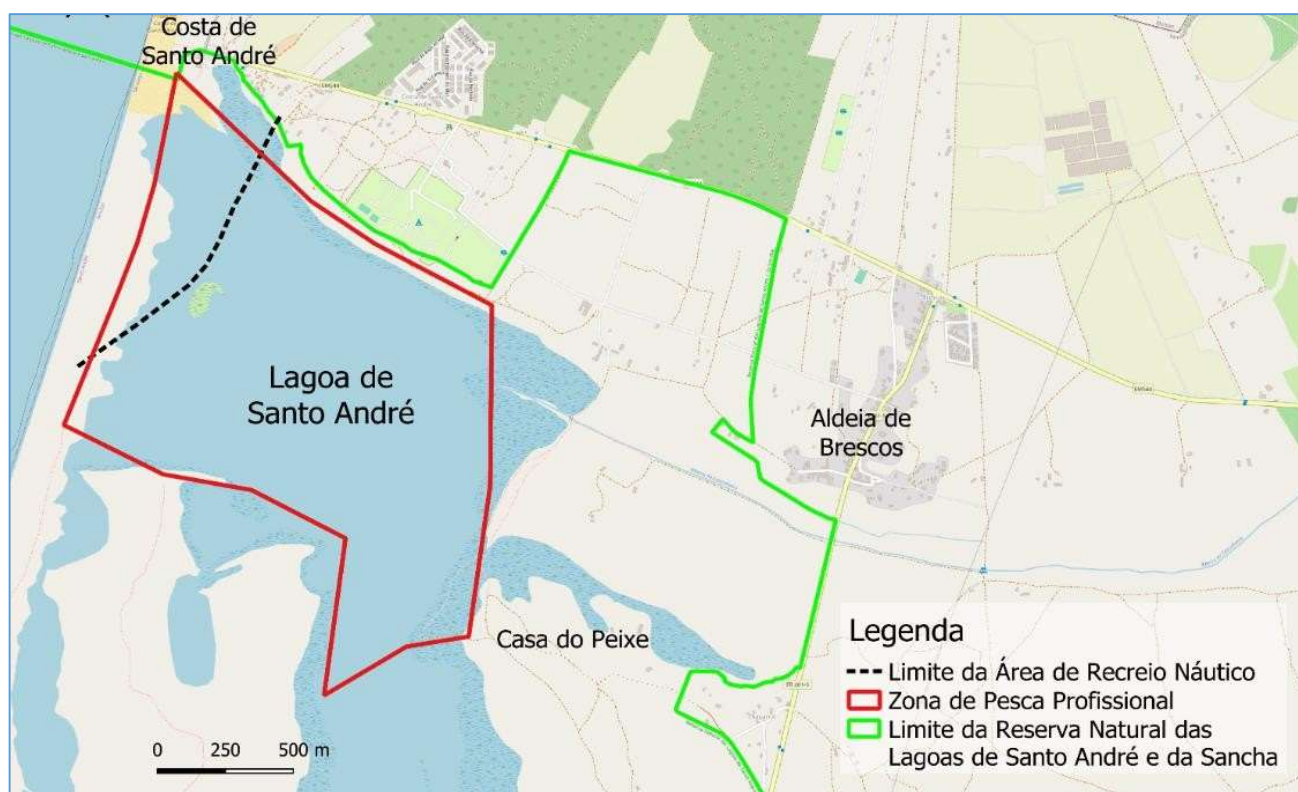 Costa de
Santo André
Lagoa de
Santo André
Aldeia de
Brescos
Casa do Peixe
0 250 500 m
Legenda
Limite da Área de Recreio Náutico
Zona de Pesca Profissional
Limite da Reserva Natural das
Lagoas de Santo André e da Sancha